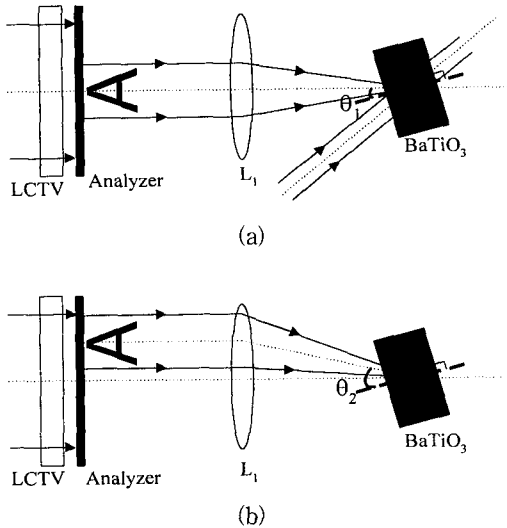 A
θ₁
BaTiO₃
LCTV
Analyzer
L₁
(a)
A
θ₂
BaTiO₃
LCTV
Analyzer
L₁
(b)